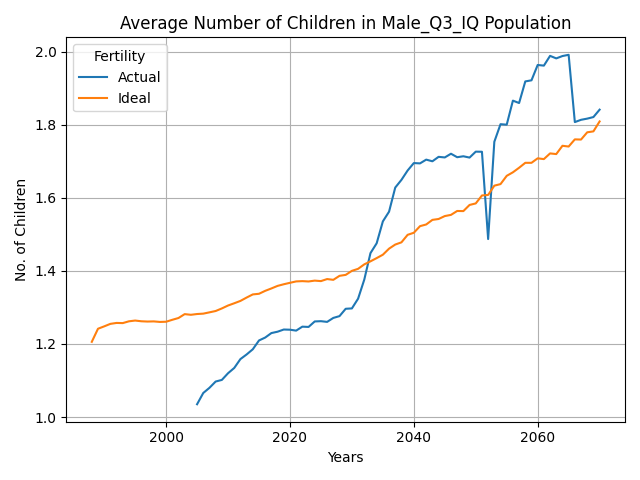 Average Number of Children in Male_Q3_IQ Population
Fertility
Actual
Ideal
No. of Children
2.0
1.8
1.6
1.4
1.2
1.0
2000 2020 2040 2060
Years